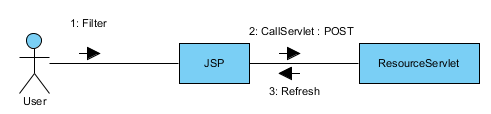 1: Filter
2: CallServlet : POST
JSP
ResourceServlet
3: Refresh
User